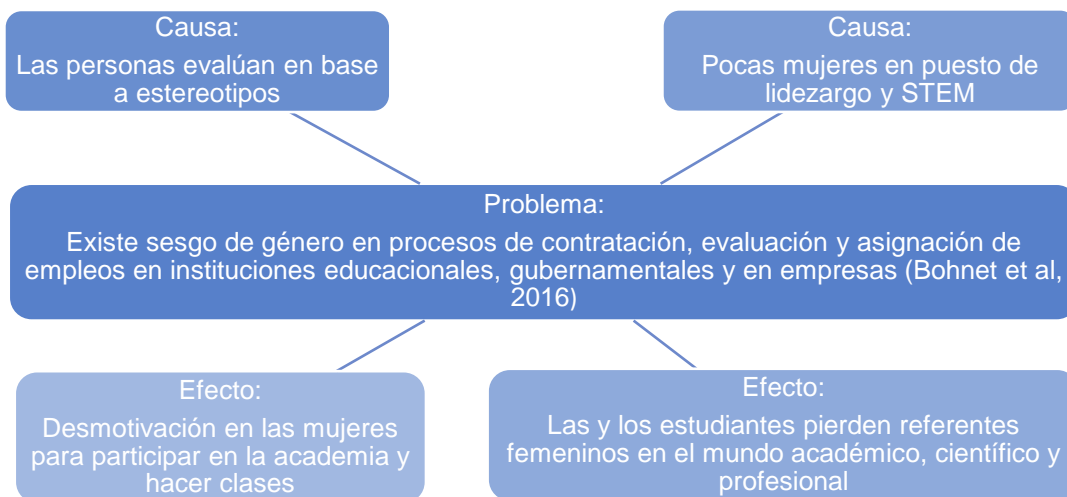 Causa:
Las personas evalúan en base
a estereotipos
Causa:
Pocas mujeres en puesto de
lidezargo y STEM
Problema:
Existe sesgo de género en procesos de contratación, evaluación y asignación de
empleos en instituciones educacionales, gubernamentales y en empresas (Bohnet et al,
2016)
Efecto:
Desmotivación en las mujeres
para participar en la academia y
hacer clases
Efecto:
Las y los estudiantes pierden referentes
femeninos en el mundo académico, científico y
profesional